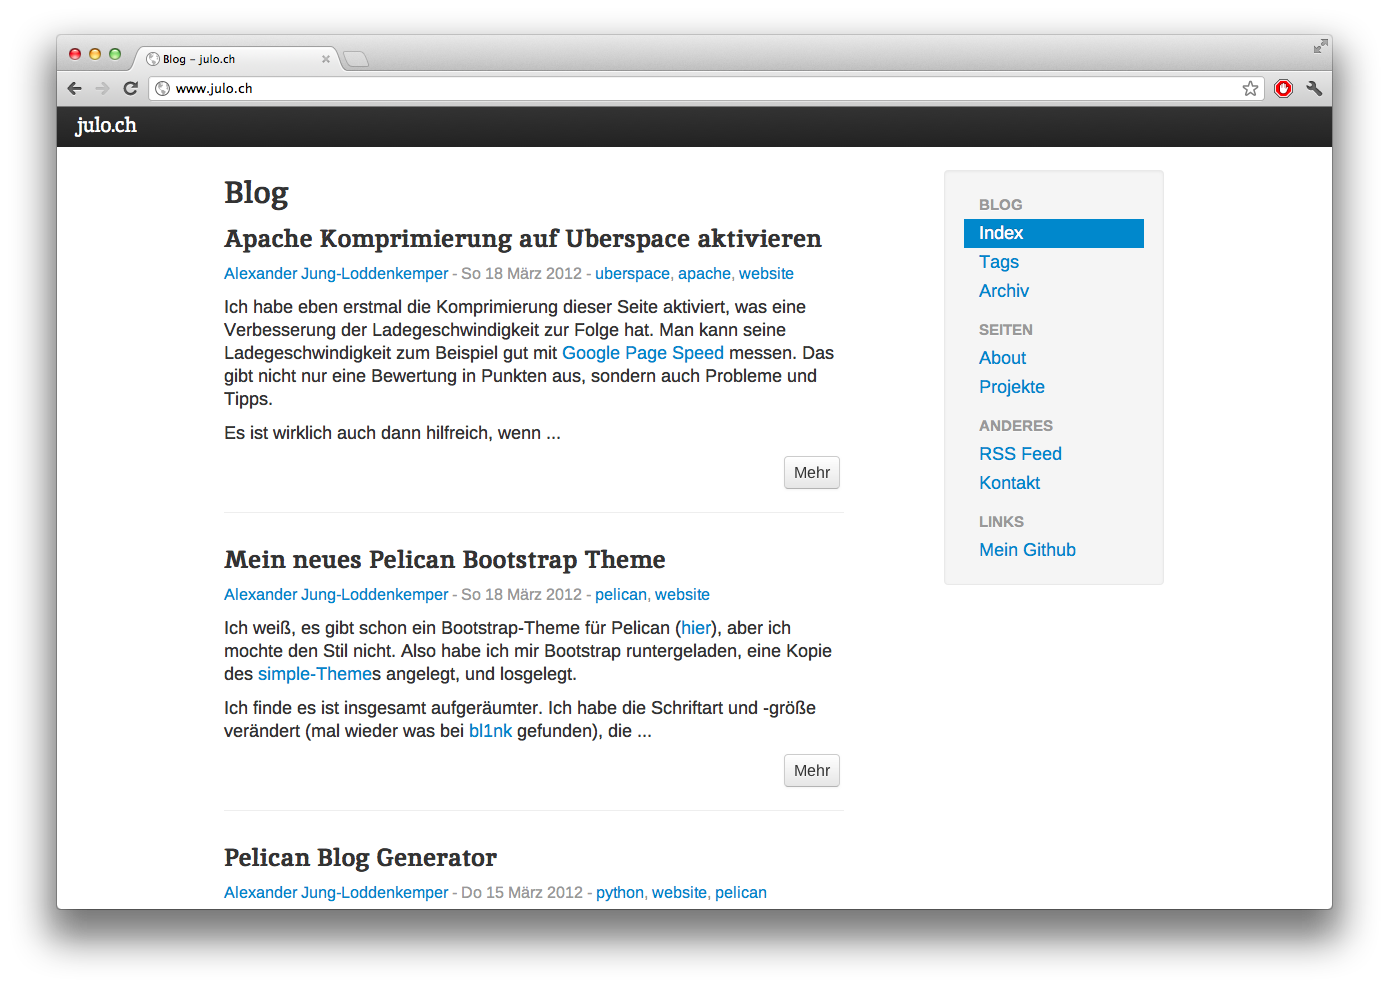 Blog – julo.ch
www.julo.ch
julo.ch
Blog
Apache Komprimierung auf Uberspace aktivieren
Alexander Jung-Loddenkemper - So 18 März 2012 - uberspace, apache, website
Ich habe eben erstmal die Komprimierung dieser Seite aktiviert, was eine
Verbesserung der Ladegeschwindigkeit zur Folge hat. Man kann seine
Ladegeschwindigkeit zum Beispiel gut mit Google Page Speed messen. Das
gibt nicht nur eine Bewertung in Punkten aus, sondern auch Probleme und
Tipps.
Es ist wirklich auch dann hilfreich, wenn ...
Mehr
Mein neues Pelican Bootstrap Theme
Alexander Jung-Loddenkemper - So 18 März 2012 - pelican, website
Ich weiß, es gibt schon ein Bootstrap-Theme für Pelican (hier), aber ich
mochte den Stil nicht. Also habe ich mir Bootstrap runtergeladen, eine Kopie
des simple-Themes angelegt, und losgelegt.
Ich finde es ist insgesamt aufgeräumter. Ich habe die Schriftart und -größe
verändert (mal wieder was bei bl1nk gefunden), die ...
Mehr
Pelican Blog Generator
Alexander Jung-Loddenkemper - Do 15 März 2012 - python, website, pelican
BLOG
Index
Tags
Archiv
SEITEN
About
Projekte
ANDERES
RSS Feed
Kontakt
LINKS
Mein Github